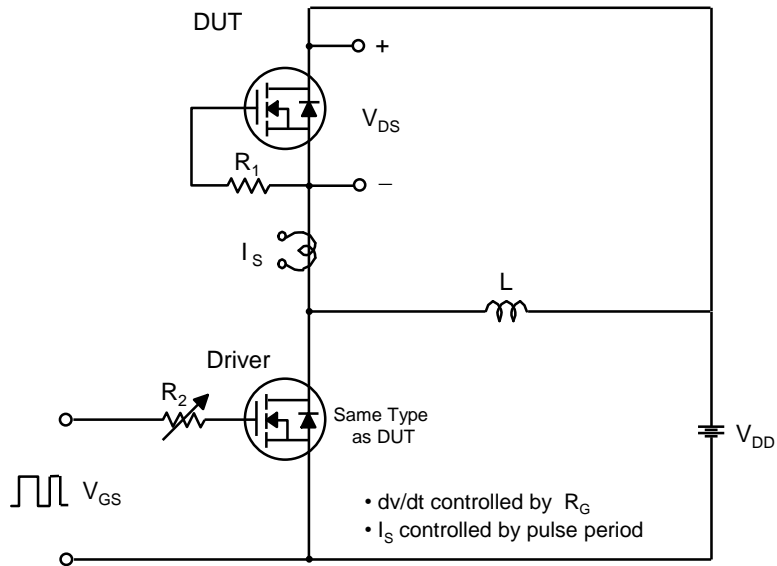 DUT
+
V_DS
R_1
−
I_S
L
Driver
R_2
Same Type
as DUT
V_DD
V_GS
• dv/dt controlled by R_G
• I_S controlled by pulse period